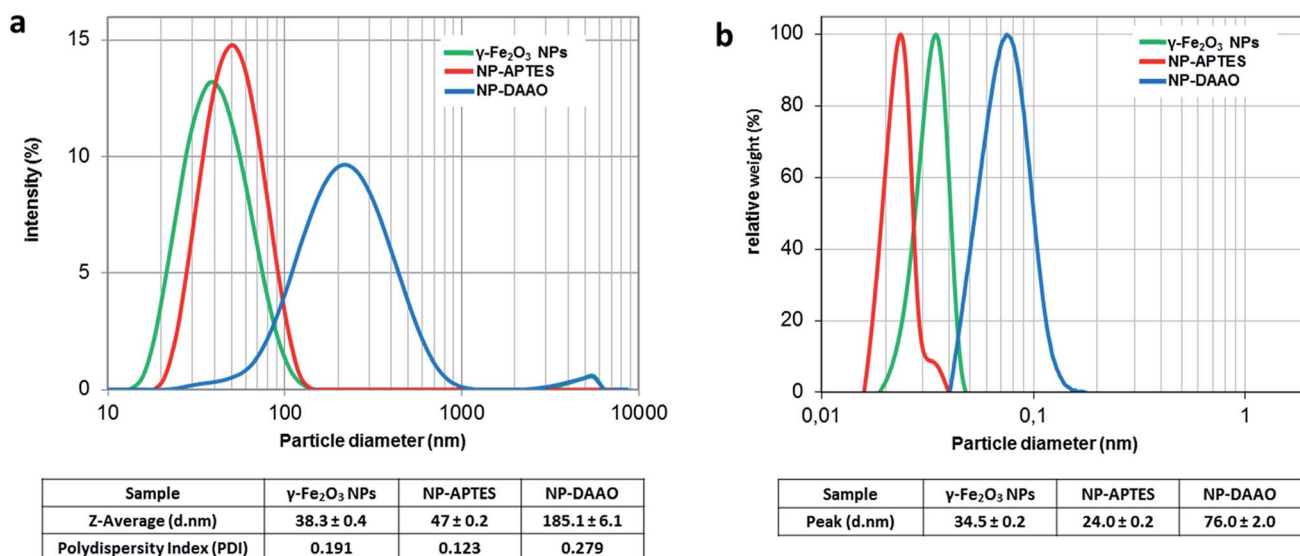 a
15
10
5
0
Intensity (%)
γ-Fe₂O₃ NPs
NP-APTES
NP-DAAO
10 100 1000 10000
Particle diameter (nm)
Sample γ-Fe₂O₃ NPs NP-APTES NP-DAAO
Z-Average (d.nm) 38.3 ± 0.4 47 ± 0.2 185.1 ± 6.1
Polydispersity Index (PDI) 0.191 0.123 0.279
b
100
80
60
40
20
0
relative weight (%)
γ-Fe₂O₃ NPs
NP-APTES
NP-DAAO
0,01 0,1 1
Particle diameter (nm)
Sample γ-Fe₂O₃ NPs NP-APTES NP-DAAO
Peak (d.nm) 34.5 ± 0.2 24.0 ± 0.2 76.0 ± 2.0